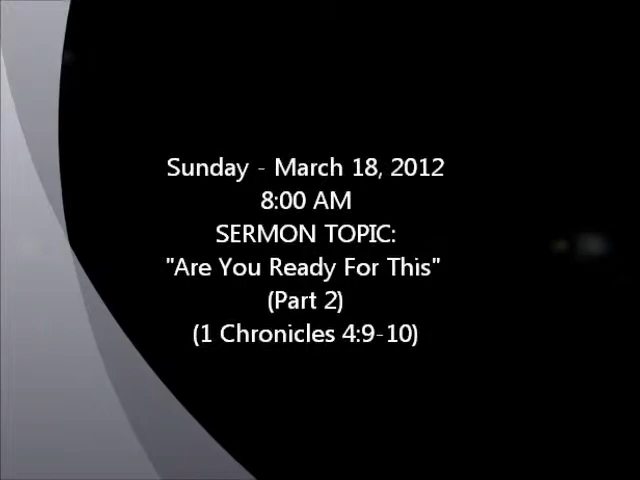 Sunday - March 18, 2012
8:00 AM
SERMON TOPIC:
"Are You Ready For This"
(Part 2)
(1 Chronicles 4:9-10)